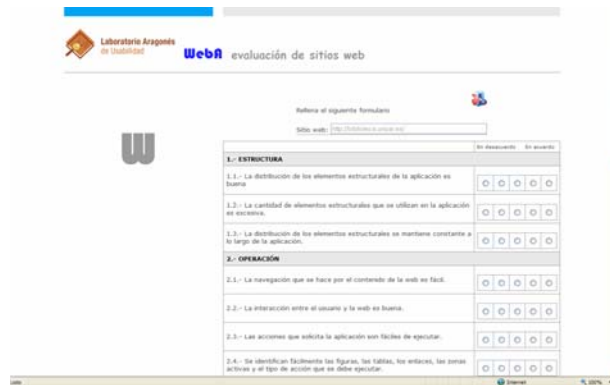 Laboratorio Aragonés
de Usabilidad
WebA evaluación de sitios web
Rellena el siguiente formulario
Sitio web:
W
En desacuerdo En acuerdo
1.- ESTRUCTURA
1.1.- La distribución de los elementos estructurales de la aplicación es
buena
1.2.- La cantidad de elementos estructurales que se utilizan en la aplicación
es excesiva.
1.3.- La distribución de los elementos estructurales se mantiene constante a
lo largo de la aplicación.
2.- OPERACIÓN
2.1.- La navegación que se hace por el contenido de la web es fácil.
2.2.- La interacción entre el usuario y la web es buena.
2.3.- Las acciones que solicita la aplicación son fáciles de ejecutar.
2.4.- Se identifican fácilmente las figuras, las tablas, los enlaces, las zonas
activas y el tipo de acción que se debe ejecutar.
Listo Internet 100%